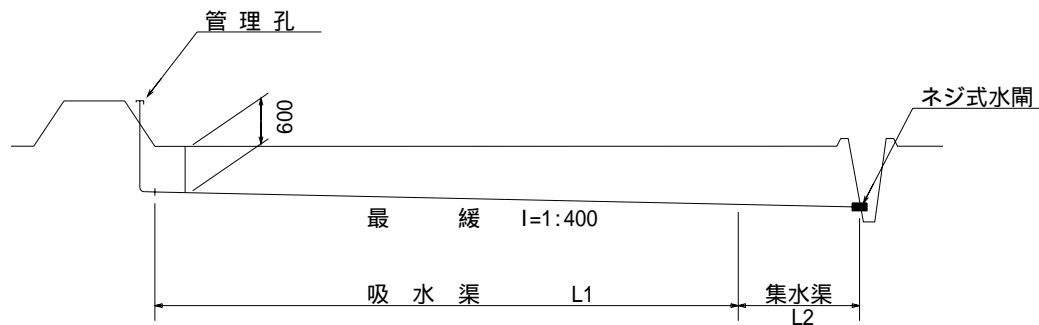 管 理 孔
600
ネジ式水閘
最 緩 I=1:400
吸 水 渠 L1
集水渠
L2